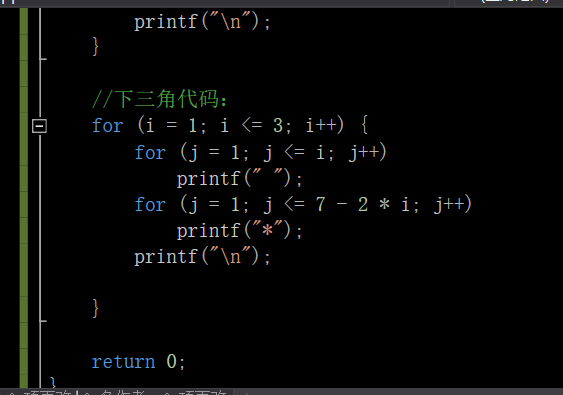 printf("\n");
}
//下三角代码:
for (i = 1; i <= 3; i++) {
for (j = 1; j <= i; j++)
printf(" ");
for (j = 1; j <= 7 - 2 * i; j++)
printf("*");
printf("\n");
}
return 0;
}